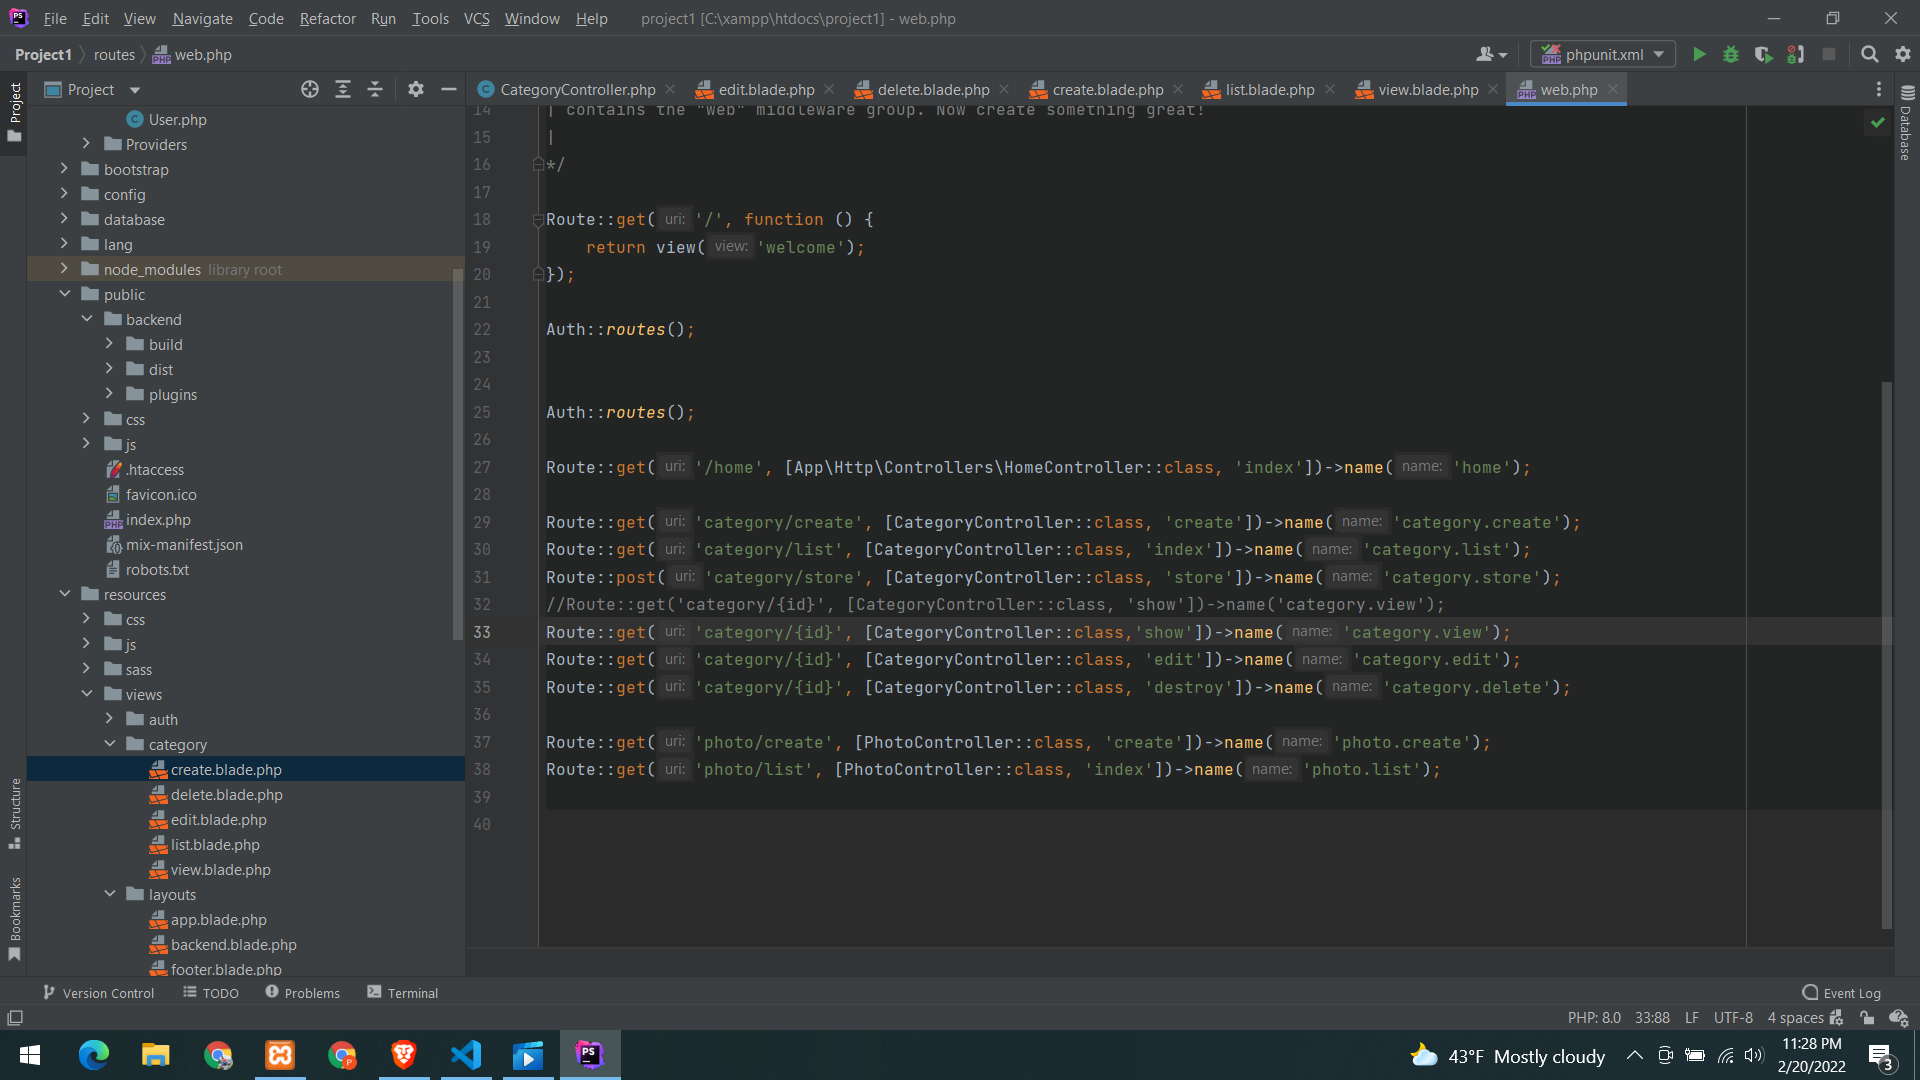 File Edit View Navigate Code Refactor Run Tools VCS Window Help project1 [C:\xampp\htdocs\project1] - web.php
Project1 routes web.php phpunit.xml
Project CategoryController.php edit.blade.php delete.blade.php create.blade.php list.blade.php view.blade.php web.php
Project
Structure
Bookmarks
Database
User.php
Providers
bootstrap
config
database
lang
node_modules library root
public
backend
build
dist
plugins
css
js
.htaccess
favicon.ico
index.php
mix-manifest.json
robots.txt
resources
css
js
sass
views
auth
category
create.blade.php
delete.blade.php
edit.blade.php
list.blade.php
view.blade.php
layouts
app.blade.php
backend.blade.php
footer.blade.php
14 | contains the "web" middleware group. Now create something great!
15 |
16 */
17
18 Route::get( uri: '/', function () {
19 return view( view: 'welcome');
20 });
21
22 Auth::routes();
23
24
25 Auth::routes();
26
27 Route::get( uri: '/home', [App\Http\Controllers\HomeController::class, 'index'])->name( name: 'home');
28
29 Route::get( uri: 'category/create', [CategoryController::class, 'create'])->name( name: 'category.create');
30 Route::get( uri: 'category/list', [CategoryController::class, 'index'])->name( name: 'category.list');
31 Route::post( uri: 'category/store', [CategoryController::class, 'store'])->name( name: 'category.store');
32 //Route::get('category/{id}', [CategoryController::class, 'show'])->name('category.view');
33 Route::get( uri: 'category/{id}', [CategoryController::class,'show'])->name( name: 'category.view');
34 Route::get( uri: 'category/{id}', [CategoryController::class, 'edit'])->name( name: 'category.edit');
35 Route::get( uri: 'category/{id}', [CategoryController::class, 'destroy'])->name( name: 'category.delete');
36
37 Route::get( uri: 'photo/create', [PhotoController::class, 'create'])->name( name: 'photo.create');
38 Route::get( uri: 'photo/list', [PhotoController::class, 'index'])->name( name: 'photo.list');
39
40
Version Control TODO Problems Terminal Event Log
PHP: 8.0 33:88 LF UTF-8 4 spaces
43°F Mostly cloudy 11:28 PM
2/20/2022
3